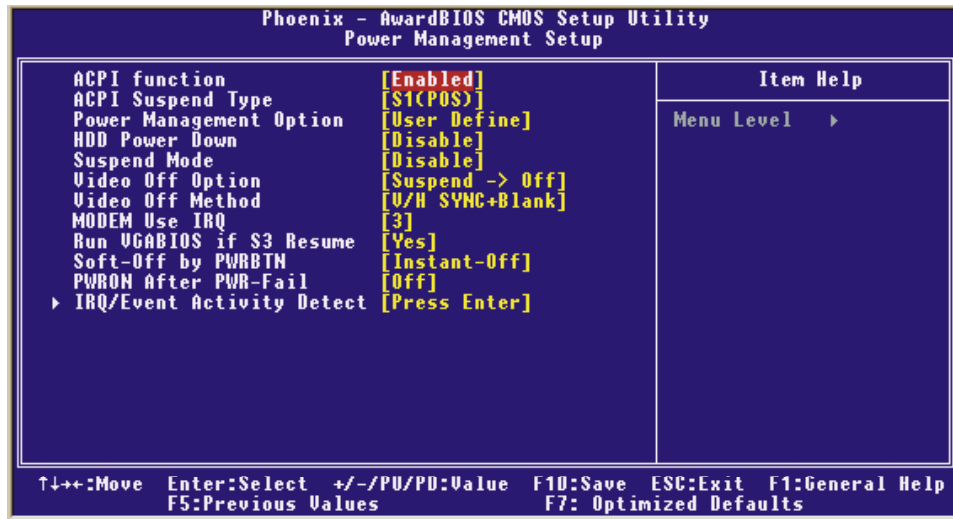 Phoenix - AwardBIOS CMOS Setup Utility
Power Management Setup
ACPI function [Enabled]
ACPI Suspend Type [S1(POS)]
Power Management Option [User Define]
HDD Power Down [Disable]
Suspend Mode [Disable]
Video Off Option [Suspend -> Off]
Video Off Method [V/H SYNC+Blank]
MODEM Use IRQ [3]
Run VGABIOS if S3 Resume [Yes]
Soft-Off by PWRBTN [Instant-Off]
PWRON After PWR-Fail [Off]
▸ IRQ/Event Activity Detect [Press Enter]
Item Help
Menu Level ▸
↑↓→←:Move Enter:Select +/-/PU/PD:Value F10:Save ESC:Exit F1:General Help
F5:Previous Values F7: Optimized Defaults